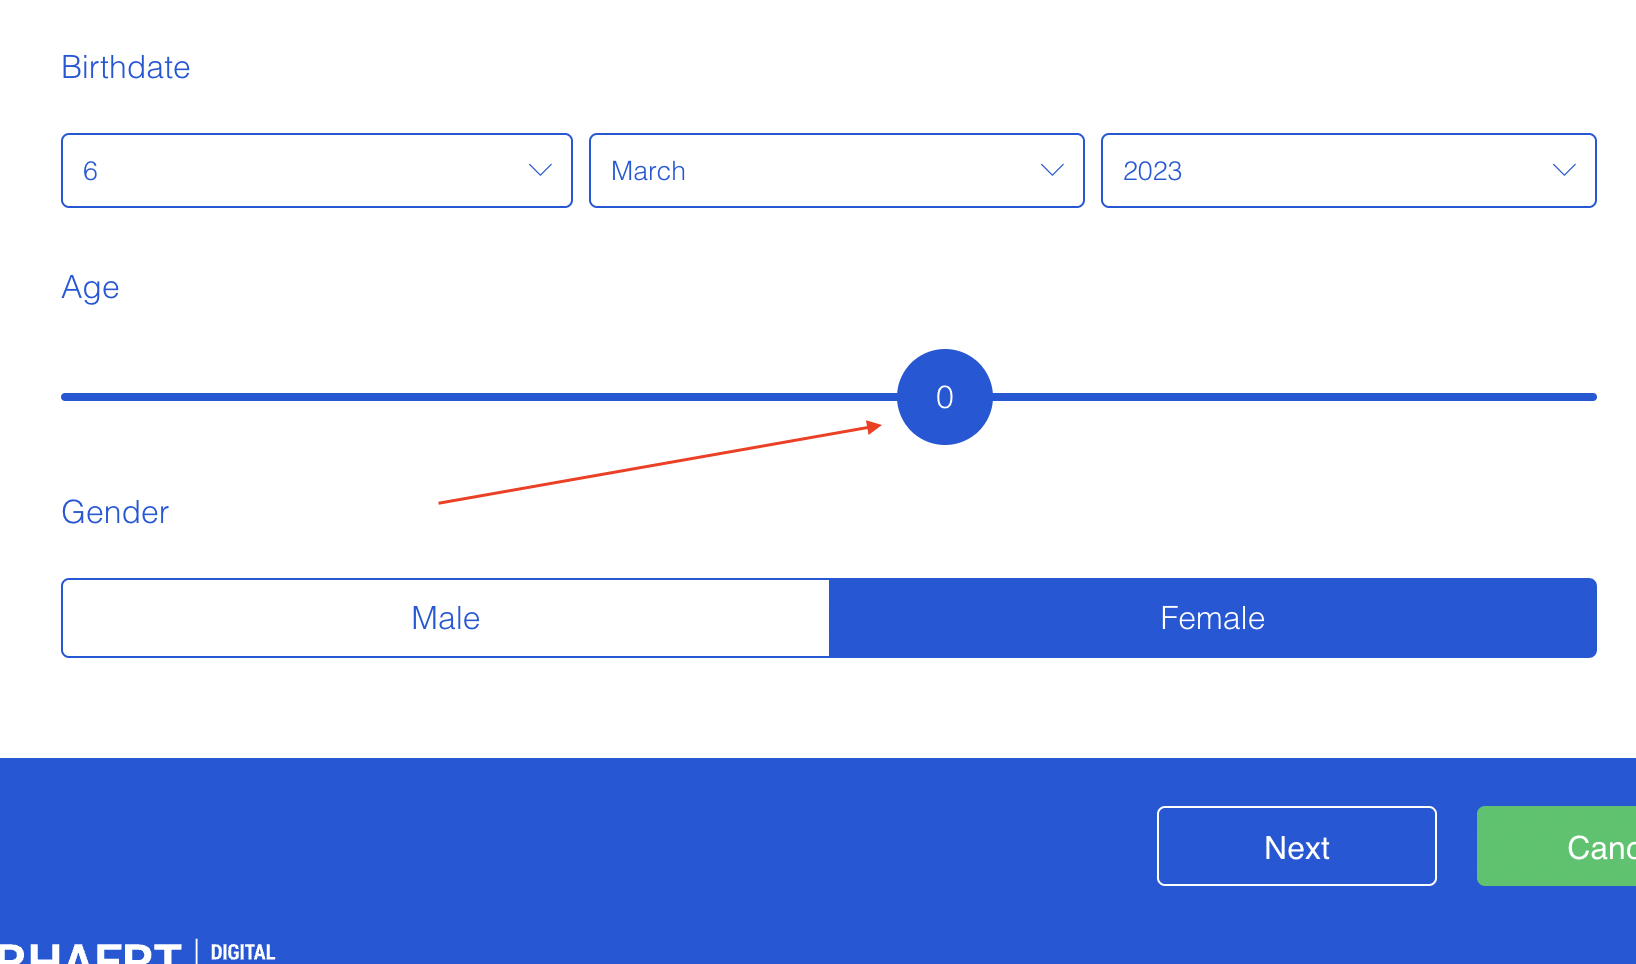 Birthdate
6 March 2023
Age
0
Gender
Male Female
Next
DIGITAL